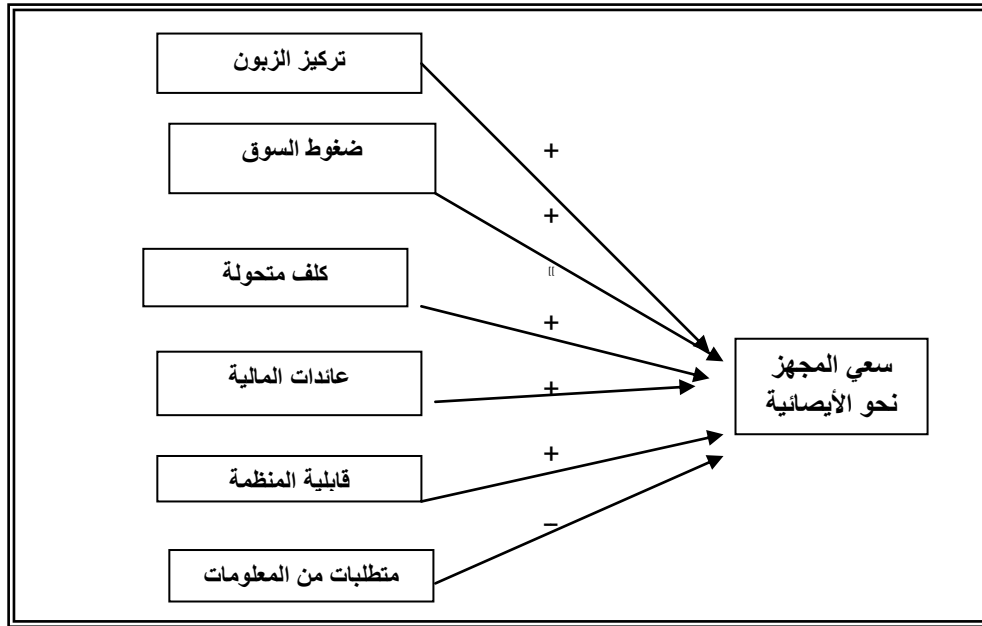 تركيز الزبون
+
ضغوط السوق
+
كلف متحولة
+
عائدات المالية
+
سعي المجهز
نحو الأيصائية
قابلية المنظمة
+
–
متطلبات من المعلومات